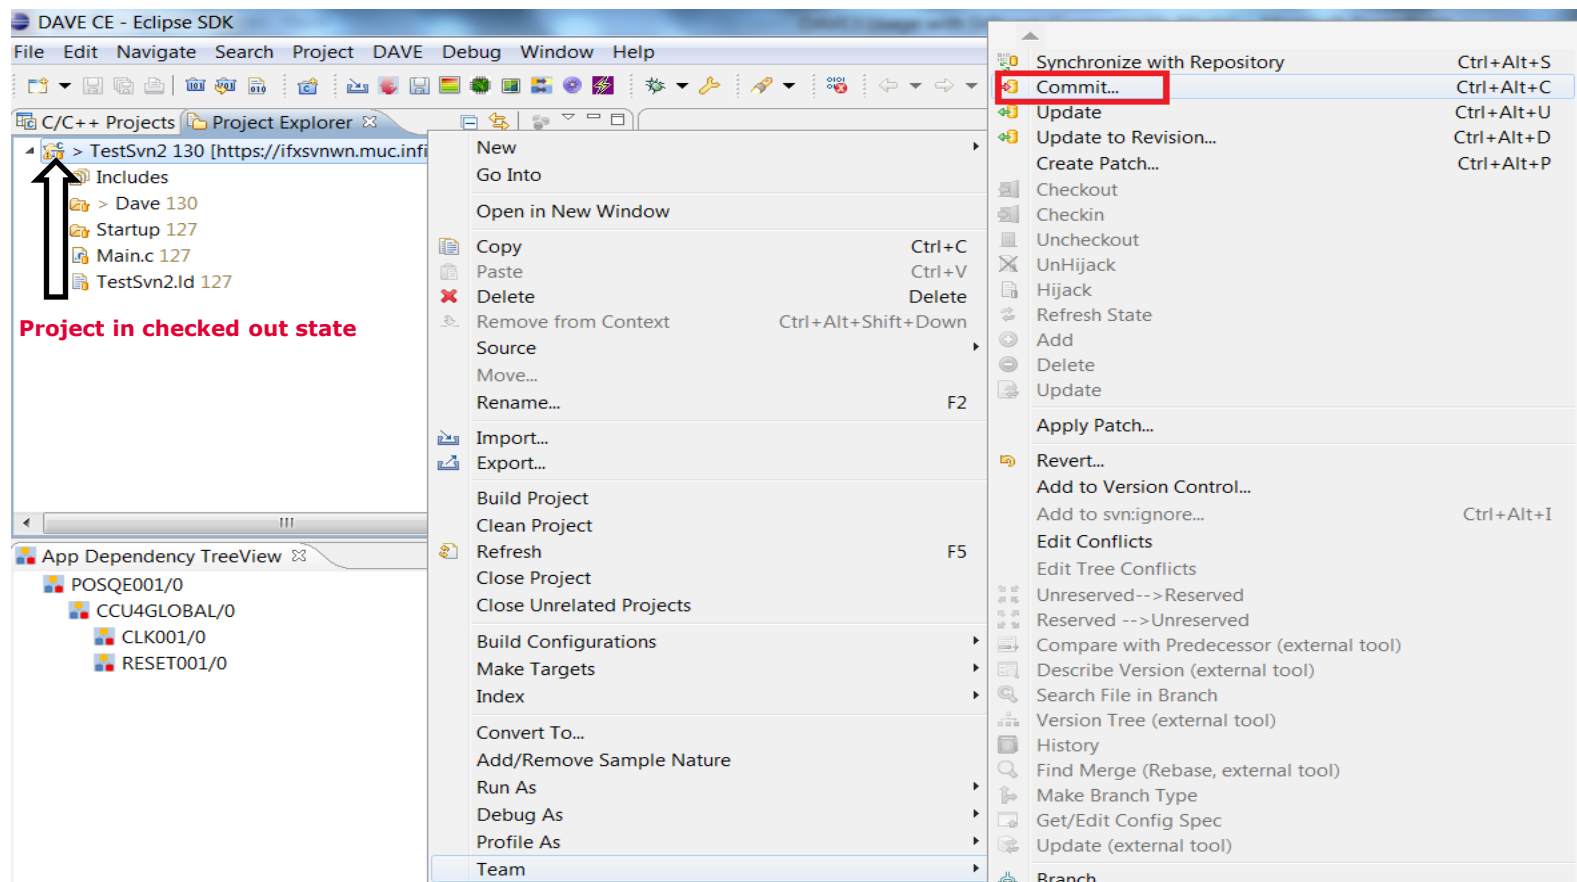 DAVE CE - Eclipse SDK
File Edit Navigate Search Project DAVE Debug Window Help
C/C++ Projects Project Explorer
> TestSvn2 130 [https://ifxsvnwn.muc.infi
Includes
> Dave 130
Startup 127
Main.c 127
TestSvn2.ld 127
Project in checked out state
App Dependency TreeView
POSQE001/0
CCU4GLOBAL/0
CLK001/0
RESET001/0
New
Go Into
Open in New Window
Copy Ctrl+C
Paste Ctrl+V
Delete Delete
Remove from Context Ctrl+Alt+Shift+Down
Source
Move...
Rename... F2
Import...
Export...
Build Project
Clean Project
Refresh F5
Close Project
Close Unrelated Projects
Build Configurations
Make Targets
Index
Convert To...
Add/Remove Sample Nature
Run As
Debug As
Profile As
Team
Synchronize with Repository Ctrl+Alt+S
Commit... Ctrl+Alt+C
Update Ctrl+Alt+U
Update to Revision... Ctrl+Alt+D
Create Patch... Ctrl+Alt+P
Checkout
Checkin
Uncheckout
UnHijack
Hijack
Refresh State
Add
Delete
Update
Apply Patch...
Revert...
Add to Version Control...
Add to svn:ignore... Ctrl+Alt+I
Edit Conflicts
Edit Tree Conflicts
Unreserved-->Reserved
Reserved -->Unreserved
Compare with Predecessor (external tool)
Describe Version (external tool)
Search File in Branch
Version Tree (external tool)
History
Find Merge (Rebase, external tool)
Make Branch Type
Get/Edit Config Spec
Update (external tool)
Branch